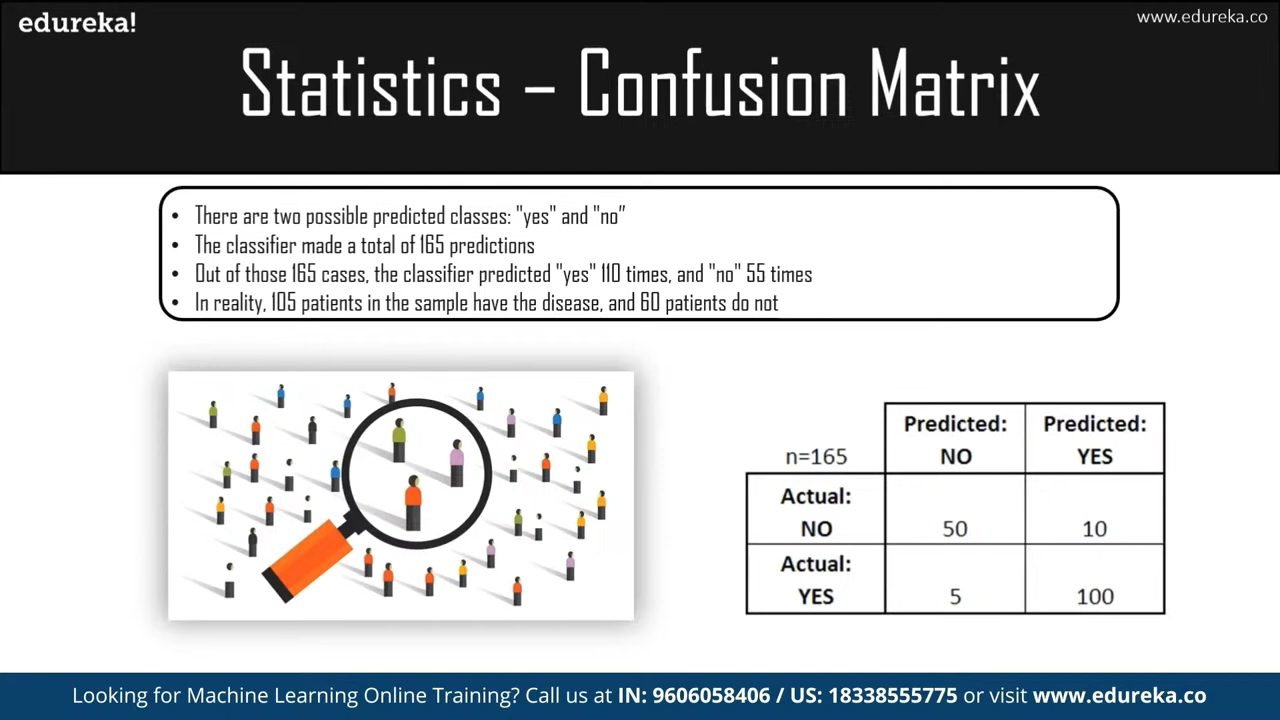 edureka!
www.edureka.co
Statistics – Confusion Matrix
• There are two possible predicted classes: "yes" and "no”
• The classifier made a total of 165 predictions
• Out of those 165 cases, the classifier predicted "yes" 110 times, and "no" 55 times
• In reality, 105 patients in the sample have the disease, and 60 patients do not
Predicted: Predicted:
n=165 NO YES
Actual:
NO 50 10
Actual:
YES 5 100
Looking for Machine Learning Online Training? Call us at IN: 9606058406 / US: 18338555775 or visit www.edureka.co